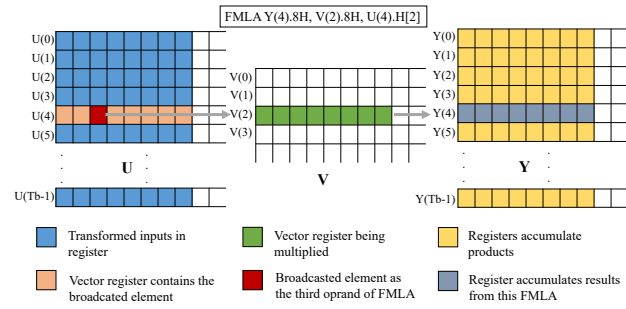 FMLA Y(4).8H, V(2).8H, U(4).H[2]
U(0)
U(1)
U(2)
U(3)
U(4)
U(5)
U(Tb-1)
U
V(0)
V(1)
V(2)
V(3)
V
Y(0)
Y(1)
Y(2)
Y(3)
Y(4)
Y(5)
Y
Y(Tb-1)
Transformed inputs in
register
Vector register being
multiplied
Registers accumulate
products
Vector register contains the
broadcated element
Broadcasted element as
the third oprand of FMLA
Register accumulates results
from this FMLA